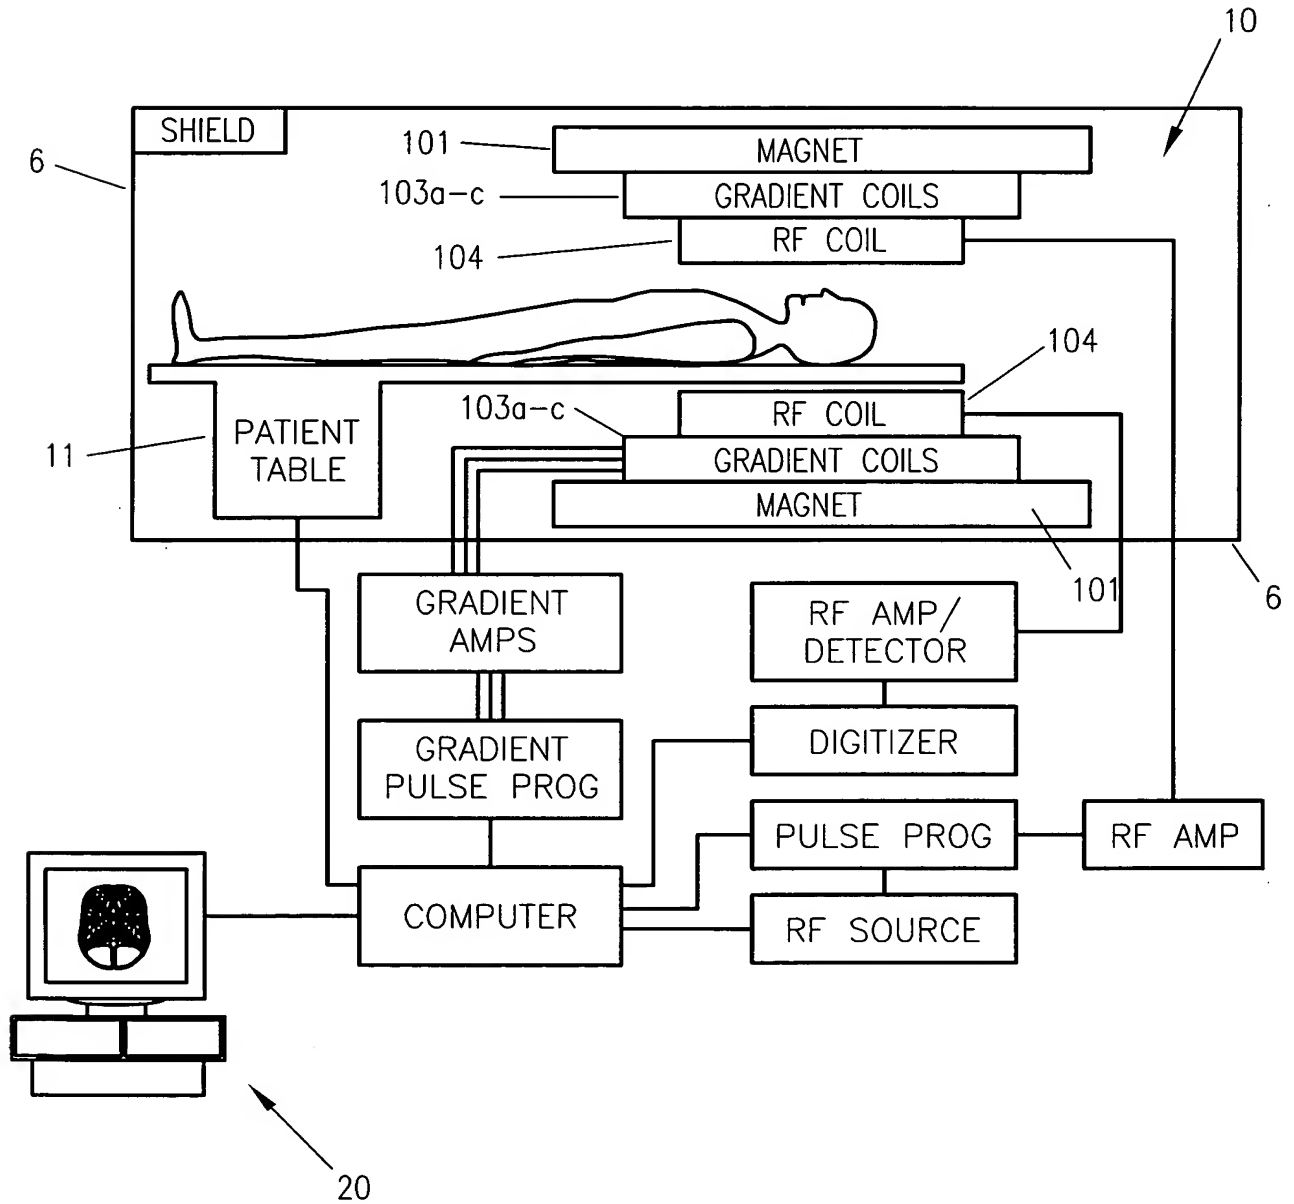 10
SHIELD
101
MAGNET
6
103a-c
GRADIENT COILS
104
RF COIL
104
103a-c
RF COIL
11
PATIENT
TABLE
GRADIENT COILS
MAGNET
101
6
GRADIENT
AMPS
RF AMP/
DETECTOR
GRADIENT
PULSE PROG
DIGITIZER
PULSE PROG
RF AMP
COMPUTER
RF SOURCE
20